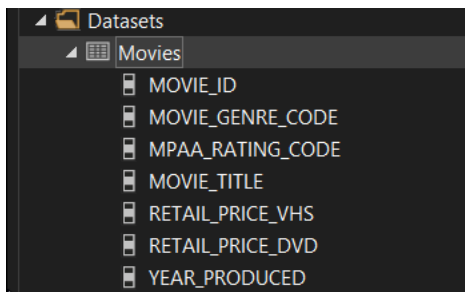 Datasets
Movies
MOVIE_ID
MOVIE_GENRE_CODE
MPAA_RATING_CODE
MOVIE_TITLE
RETAIL_PRICE_VHS
RETAIL_PRICE_DVD
YEAR_PRODUCED